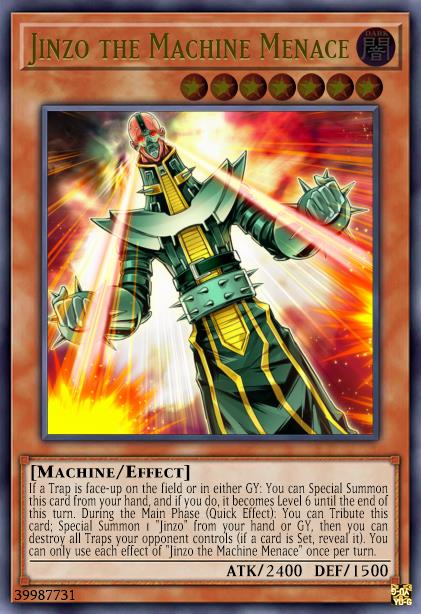 Jinzo the Machine Menace
DARK
闇
[Machine/Effect]
If a Trap is face-up on the field or in either GY: You can Special Summon
this card from your hand, and if you do, it becomes Level 6 until the end of
this turn. During the Main Phase (Quick Effect): You can Tribute this
card; Special Summon 1 "Jinzo" from your hand or GY, then you can
destroy all Traps your opponent controls (if a card is Set, reveal it). You
can only use each effect of "Jinzo the Machine Menace" once per turn.
ATK/2400 DEF/1500
39987731